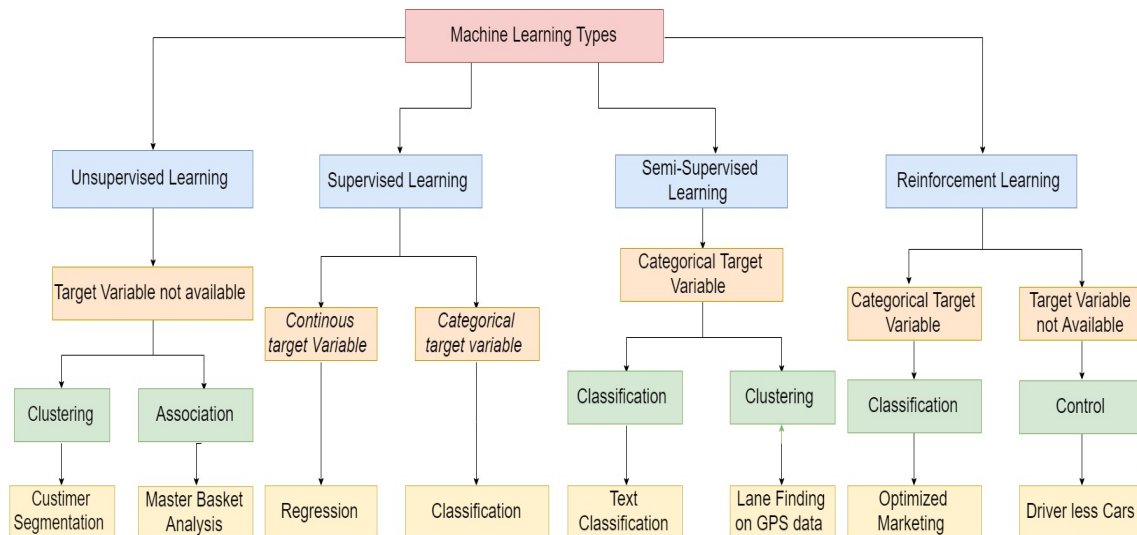 Machine Learning Types
Unsupervised Learning
Supervised Learning
Semi-Supervised
Learning
Reinforcement Learning
Target Variable not available
Continous
target Variable
Categorical
target variable
Categorical Target
Variable
Categorical Target
Variable
Target Variable
not Available
Clustering
Association
Classification
Clustering
Classification
Control
Custimer
Segmentation
Master Basket
Analysis
Regression
Classification
Text
Classification
Lane Finding
on GPS data
Optimized
Marketing
Driver less Cars